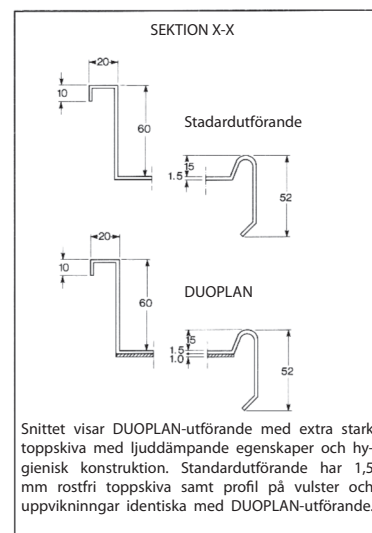 SEKTION X-X
20
10
60
Stadardutförande
15
1.5
52
20
10
60
DUOPLAN
15
1.5
1.0
52
Snittet visar DUOPLAN-utförande med extra stark
toppskiva med ljuddämpande egenskaper och hy-
gienisk konstruktion. Standardutförande har 1,5
mm rostfri toppskiva samt profil på vulster och
uppvikninngar identiska med DUOPLAN-utförande.